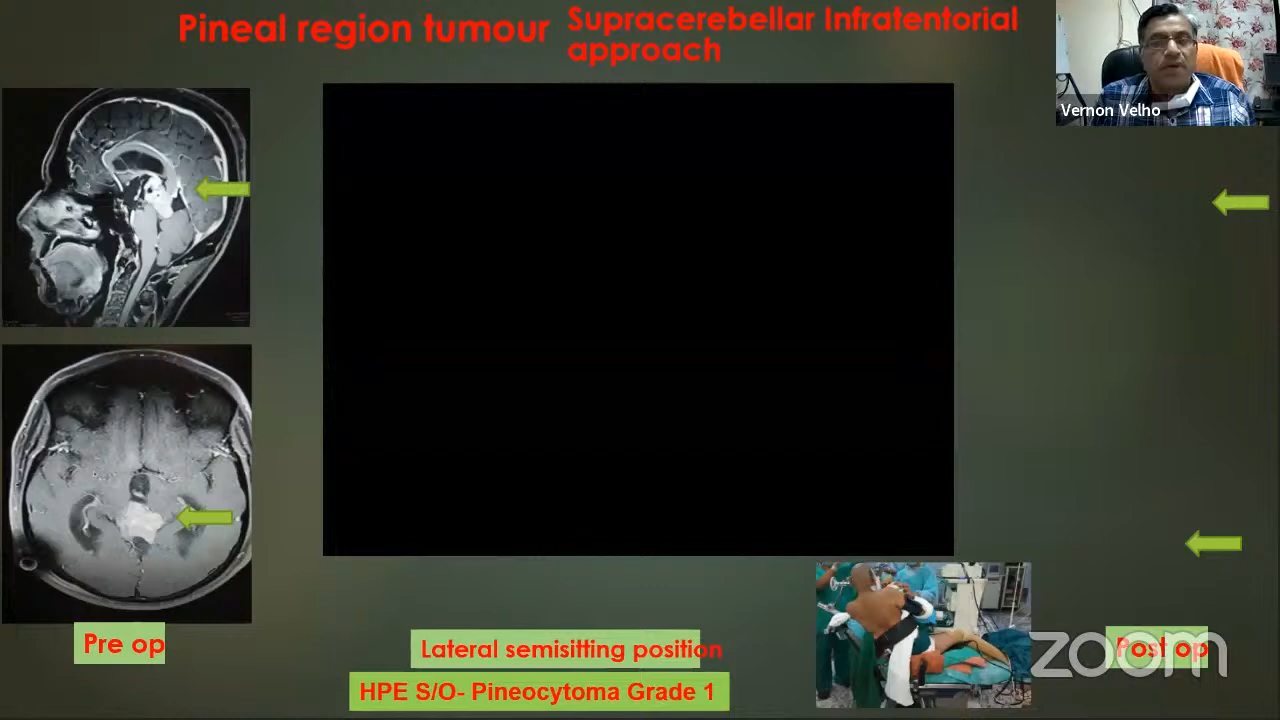 Pineal region tumour
Supracerebellar Infratentorial
approach
Vernon Velho
Pre op
Lateral semisitting position
HPE S/O- Pineocytoma Grade 1
Post op
zoom